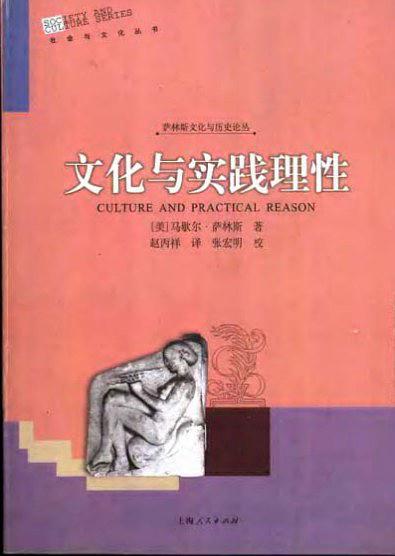 SOCIETY AND
CULTURE SERIES
社会与文化丛书
萨林斯文化与历史论丛
文化与实践理性
CULTURE AND PRACTICAL REASON
[美]马歇尔·萨林斯 著
赵丙祥 译 张宏明 校
上海人民出版社